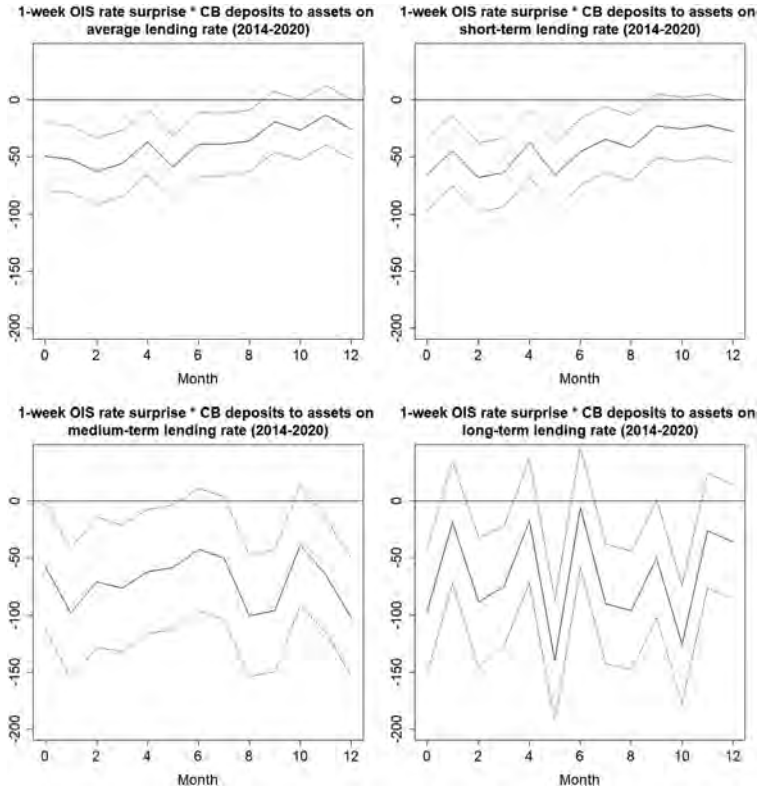 1-week OIS rate surprise * CB deposits to assets on
average lending rate (2014-2020)
0
-50
-100
-150
-200
0 2 4 6 8 10 12
Month
1-week OIS rate surprise * CB deposits to assets on
short-term lending rate (2014-2020)
0
-50
-100
-150
-200
0 2 4 6 8 10 12
Month
1-week OIS rate surprise * CB deposits to assets on
medium-term lending rate (2014-2020)
0
-50
-100
-150
-200
0 2 4 6 8 10 12
Month
1-week OIS rate surprise * CB deposits to assets on
long-term lending rate (2014-2020)
0
-50
-100
-150
-200
0 2 4 6 8 10 12
Month